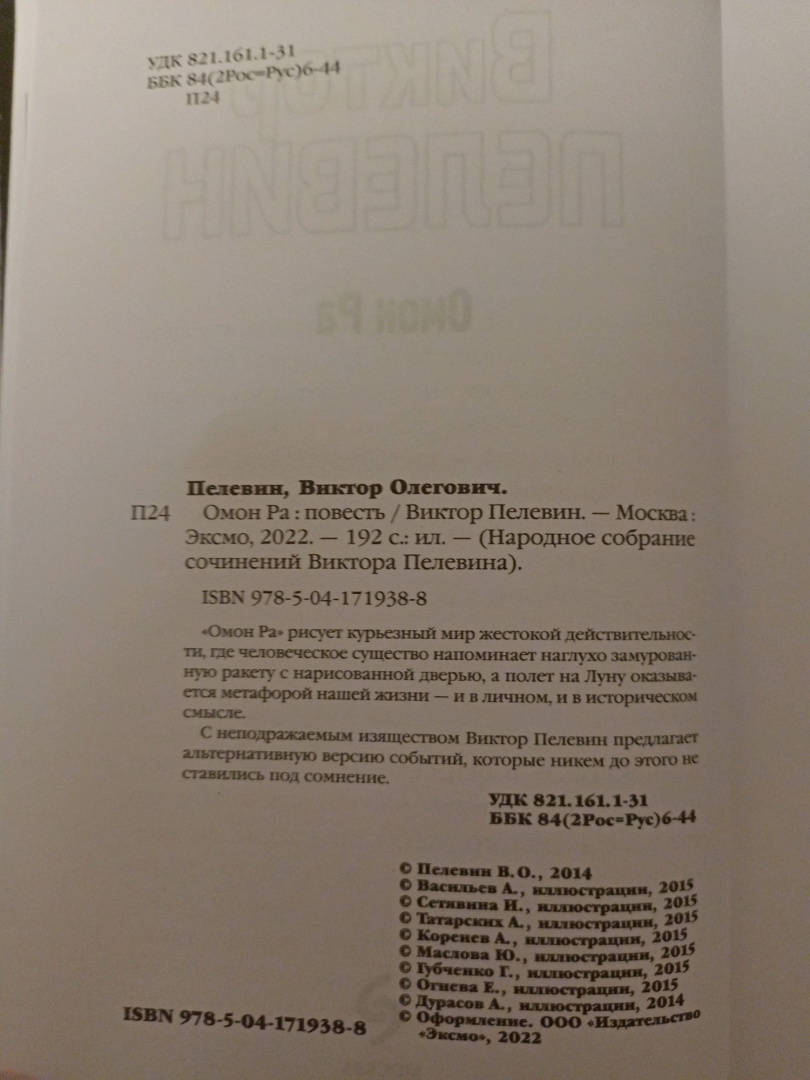 УДК 821.161.1-31
ББК 84(2Рос=Рус)6-44
П24
Виктор
Пелевин
Омон Ра
Пелевин, Виктор Олегович.
П24 Омон Ра : повесть / Виктор Пелевин. — Москва :
Эксмо, 2022. — 192 с.: ил. — (Народное собрание
сочинений Виктора Пелевина).
ISBN 978-5-04-171938-8
«Омон Ра» рисует курьезный мир жестокой действительнос-
ти, где человеческое существо напоминает наглухо замурован-
ную ракету с нарисованной дверью, а полет на Луну оказыва-
ется метафорой нашей жизни — и в личном, и в историческом
смысле.
С неподражаемым изяществом Виктор Пелевин предлагает
альтернативную версию событий, которые никем до этого не
ставились под сомнение.
УДК 821.161.1-31
ББК 84(2Рос=Рус)6-44
© Пелевин В.О., 2014
© Васильев А., иллюстрации, 2015
© Сетявина Н., иллюстрации, 2015
© Татарских А., иллюстрации, 2015
© Коренев А., иллюстрации, 2015
© Маслова Ю., иллюстрации, 2015
© Губченко Г., иллюстрации, 2015
© Огнева Е., иллюстрации, 2015
© Дурасов А., иллюстрации, 2014
© Оформление. ООО «Издательство
«Эксмо», 2022
ISBN 978-5-04-171938-8